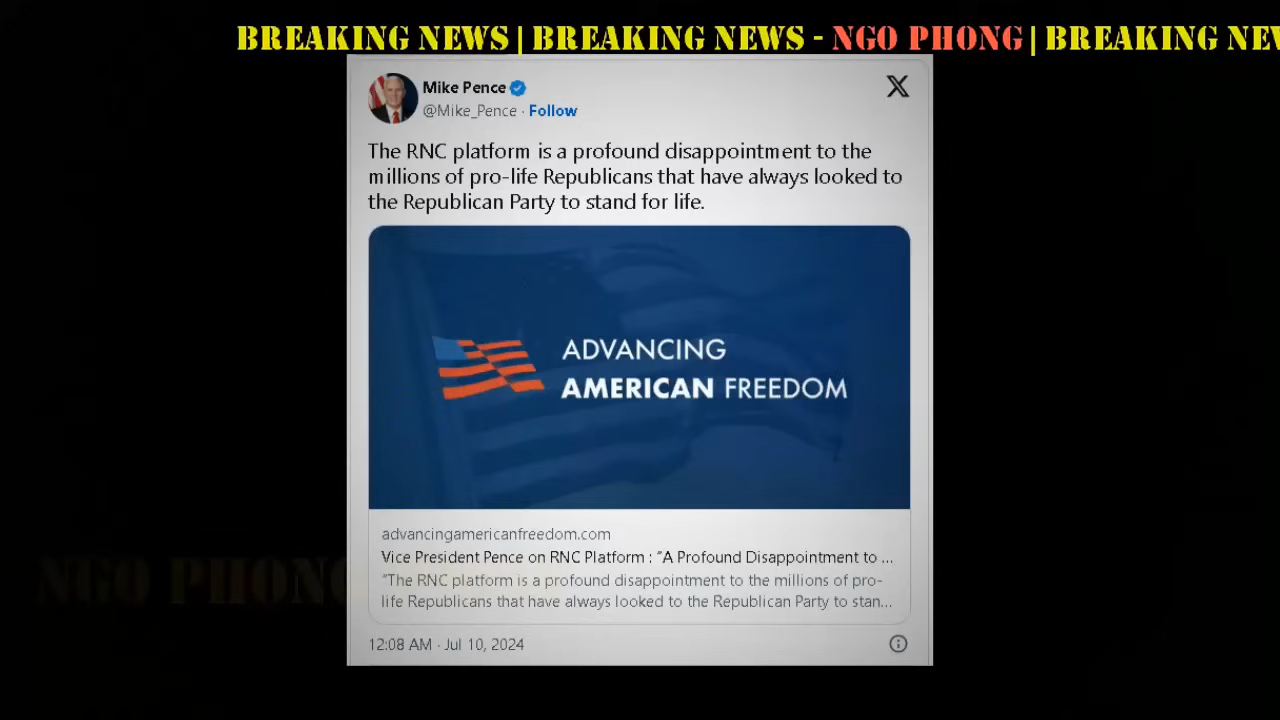 BREAKING NEWS | BREAKING NEWS - NGO PHONG | BREAKING NEW
Mike Pence
@Mike_Pence · Follow
The RNC platform is a profound disappointment to the
millions of pro-life Republicans that have always looked to
the Republican Party to stand for life.
ADVANCING
AMERICAN FREEDOM
advancingamericanfreedom.com
Vice President Pence on RNC Platform : "A Profound Disappointment to ...
"The RNC platform is a profound disappointment to the millions of pro-
life Republicans that have always looked to the Republican Party to stan...
NGO PHONG
12:08 AM · Jul 10, 2024